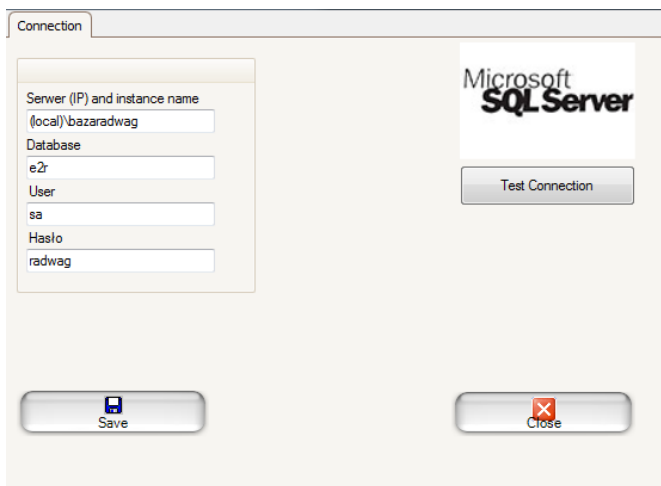 Connection
Serwer (IP) and instance name
(local)\bazaradwag
Database
e2r
User
sa
Hasło
radwag
Microsoft
SQL Server
Test Connection
Save
Close